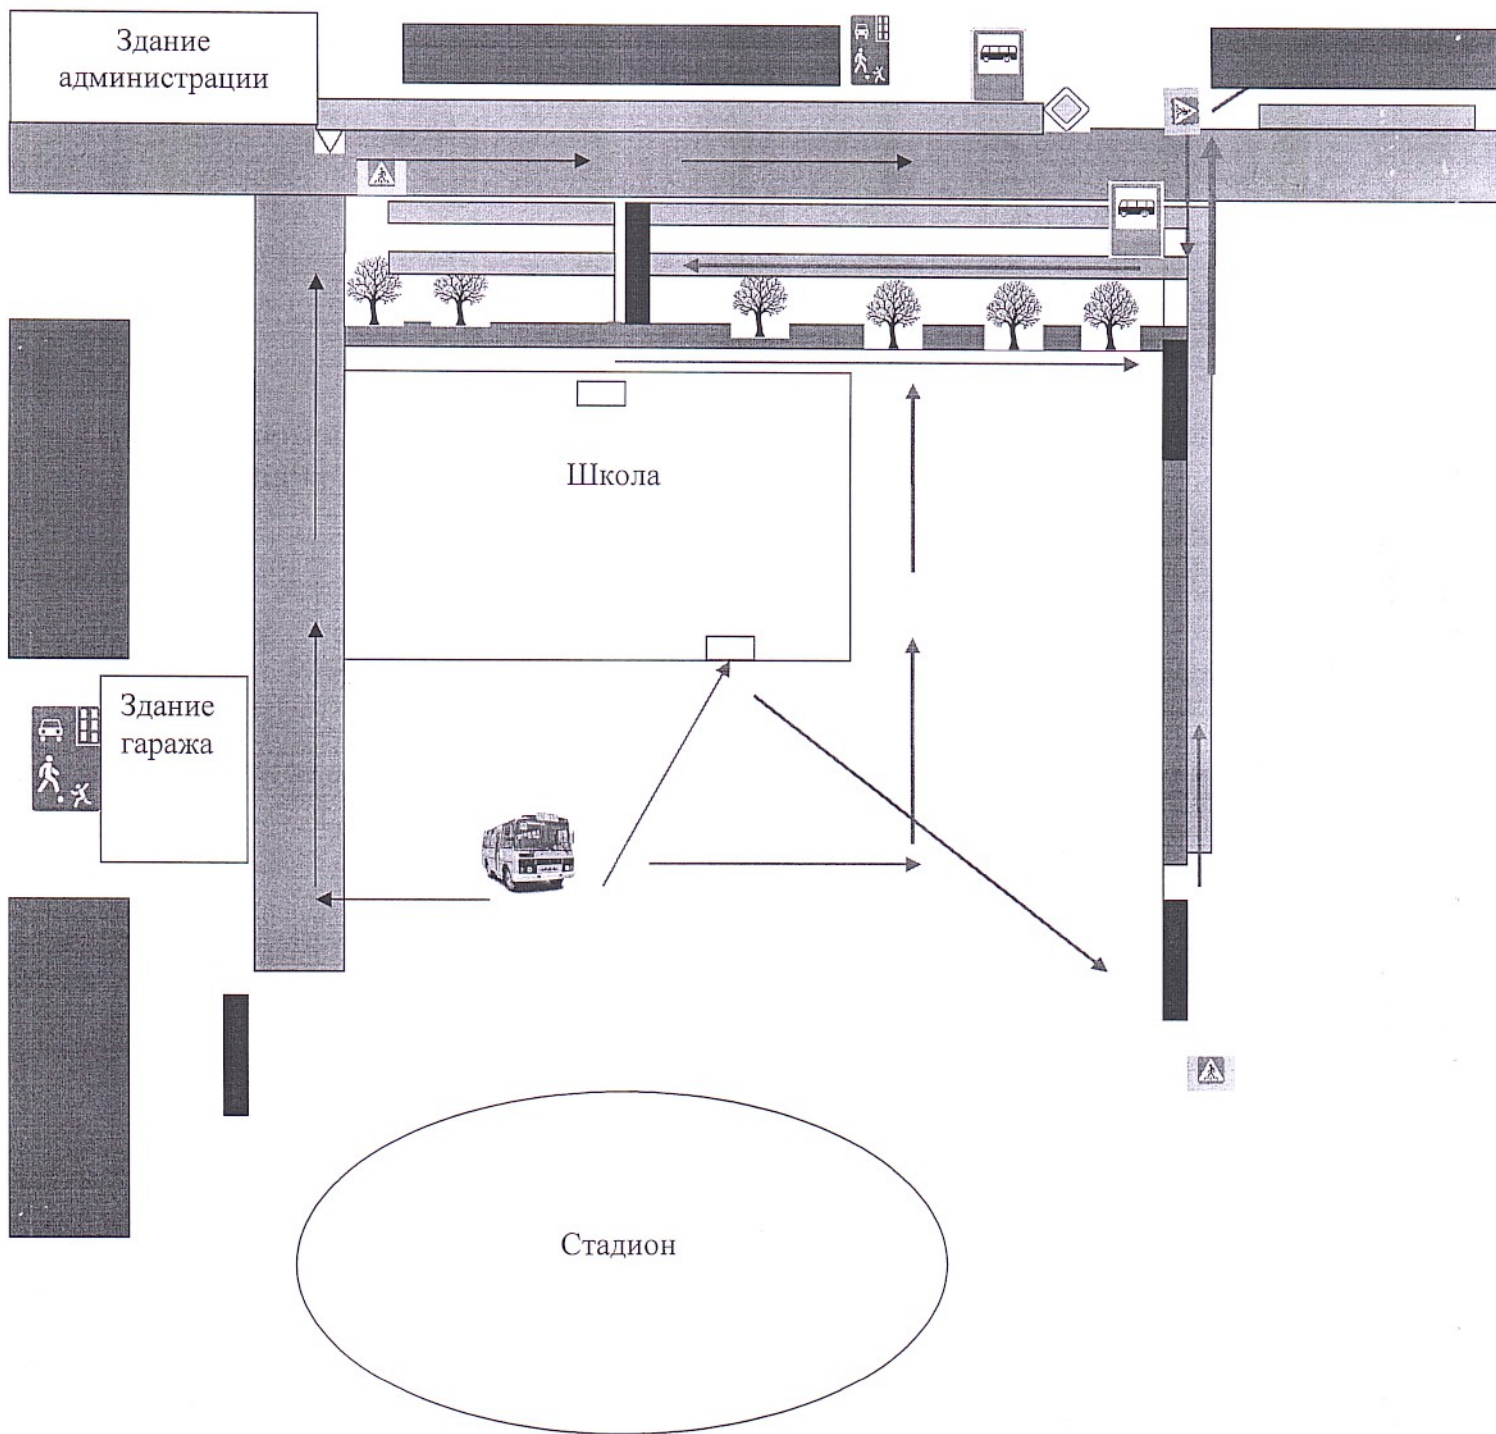 Здание
администрации
Школа
Здание
гаража
Стадион